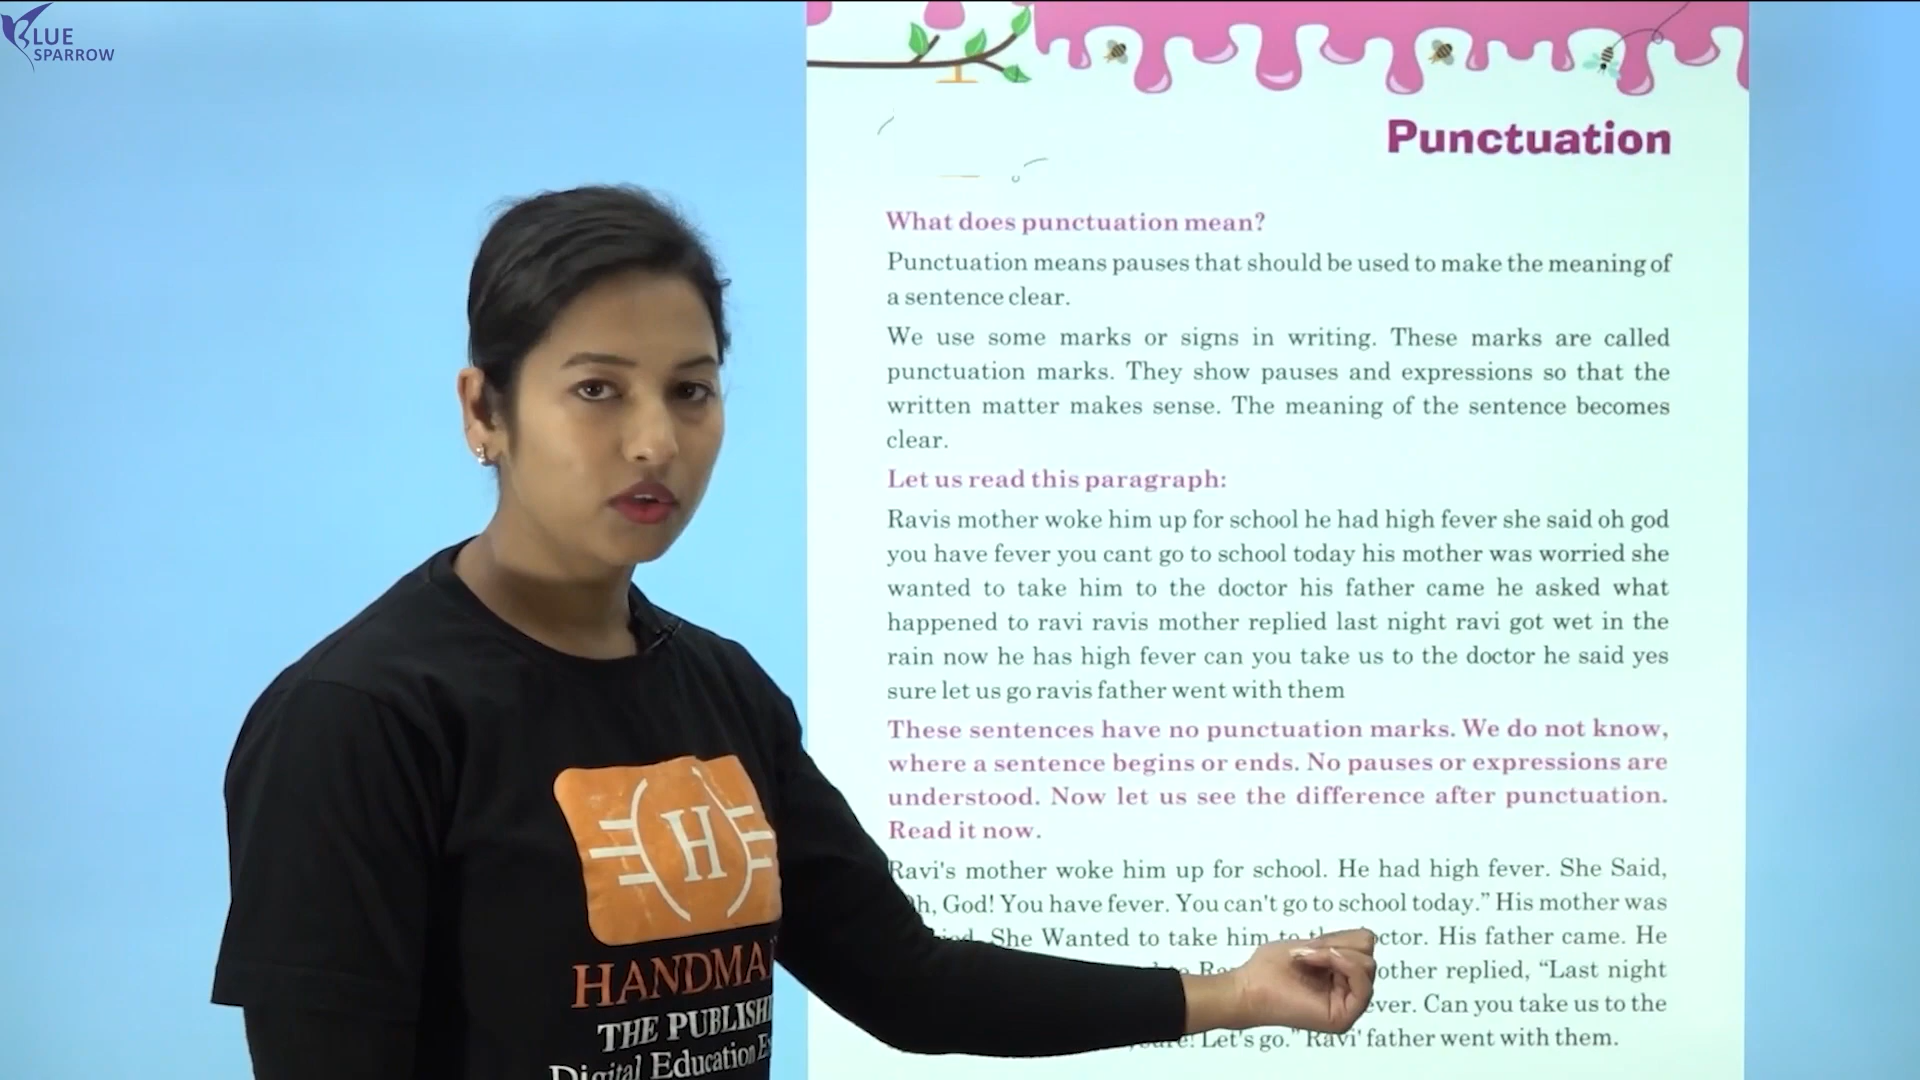 BLUE
SPARROW
Punctuation
What does punctuation mean?
Punctuation means pauses that should be used to make the meaning of
a sentence clear.
We use some marks or signs in writing. These marks are called
punctuation marks. They show pauses and expressions so that the
written matter makes sense. The meaning of the sentence becomes
clear.
Let us read this paragraph:
Ravis mother woke him up for school he had high fever she said oh god
you have fever you cant go to school today his mother was worried she
wanted to take him to the doctor his father came he asked what
happened to ravi ravis mother replied last night ravi got wet in the
rain now he has high fever can you take us to the doctor he said yes
sure let us go ravis father went with them
These sentences have no punctuation marks. We do not know,
where a sentence begins or ends. No pauses or expressions are
understood. Now let us see the difference after punctuation.
Read it now.
Ravi's mother woke him up for school. He had high fever. She Said,
God! You have fever. You can't go to school today.” His mother was
She Wanted to take him to His father came. He
replied, “Last night
Can you take us to the
Let's go.” Ravi' father went with them.
H
THE
Digital Education